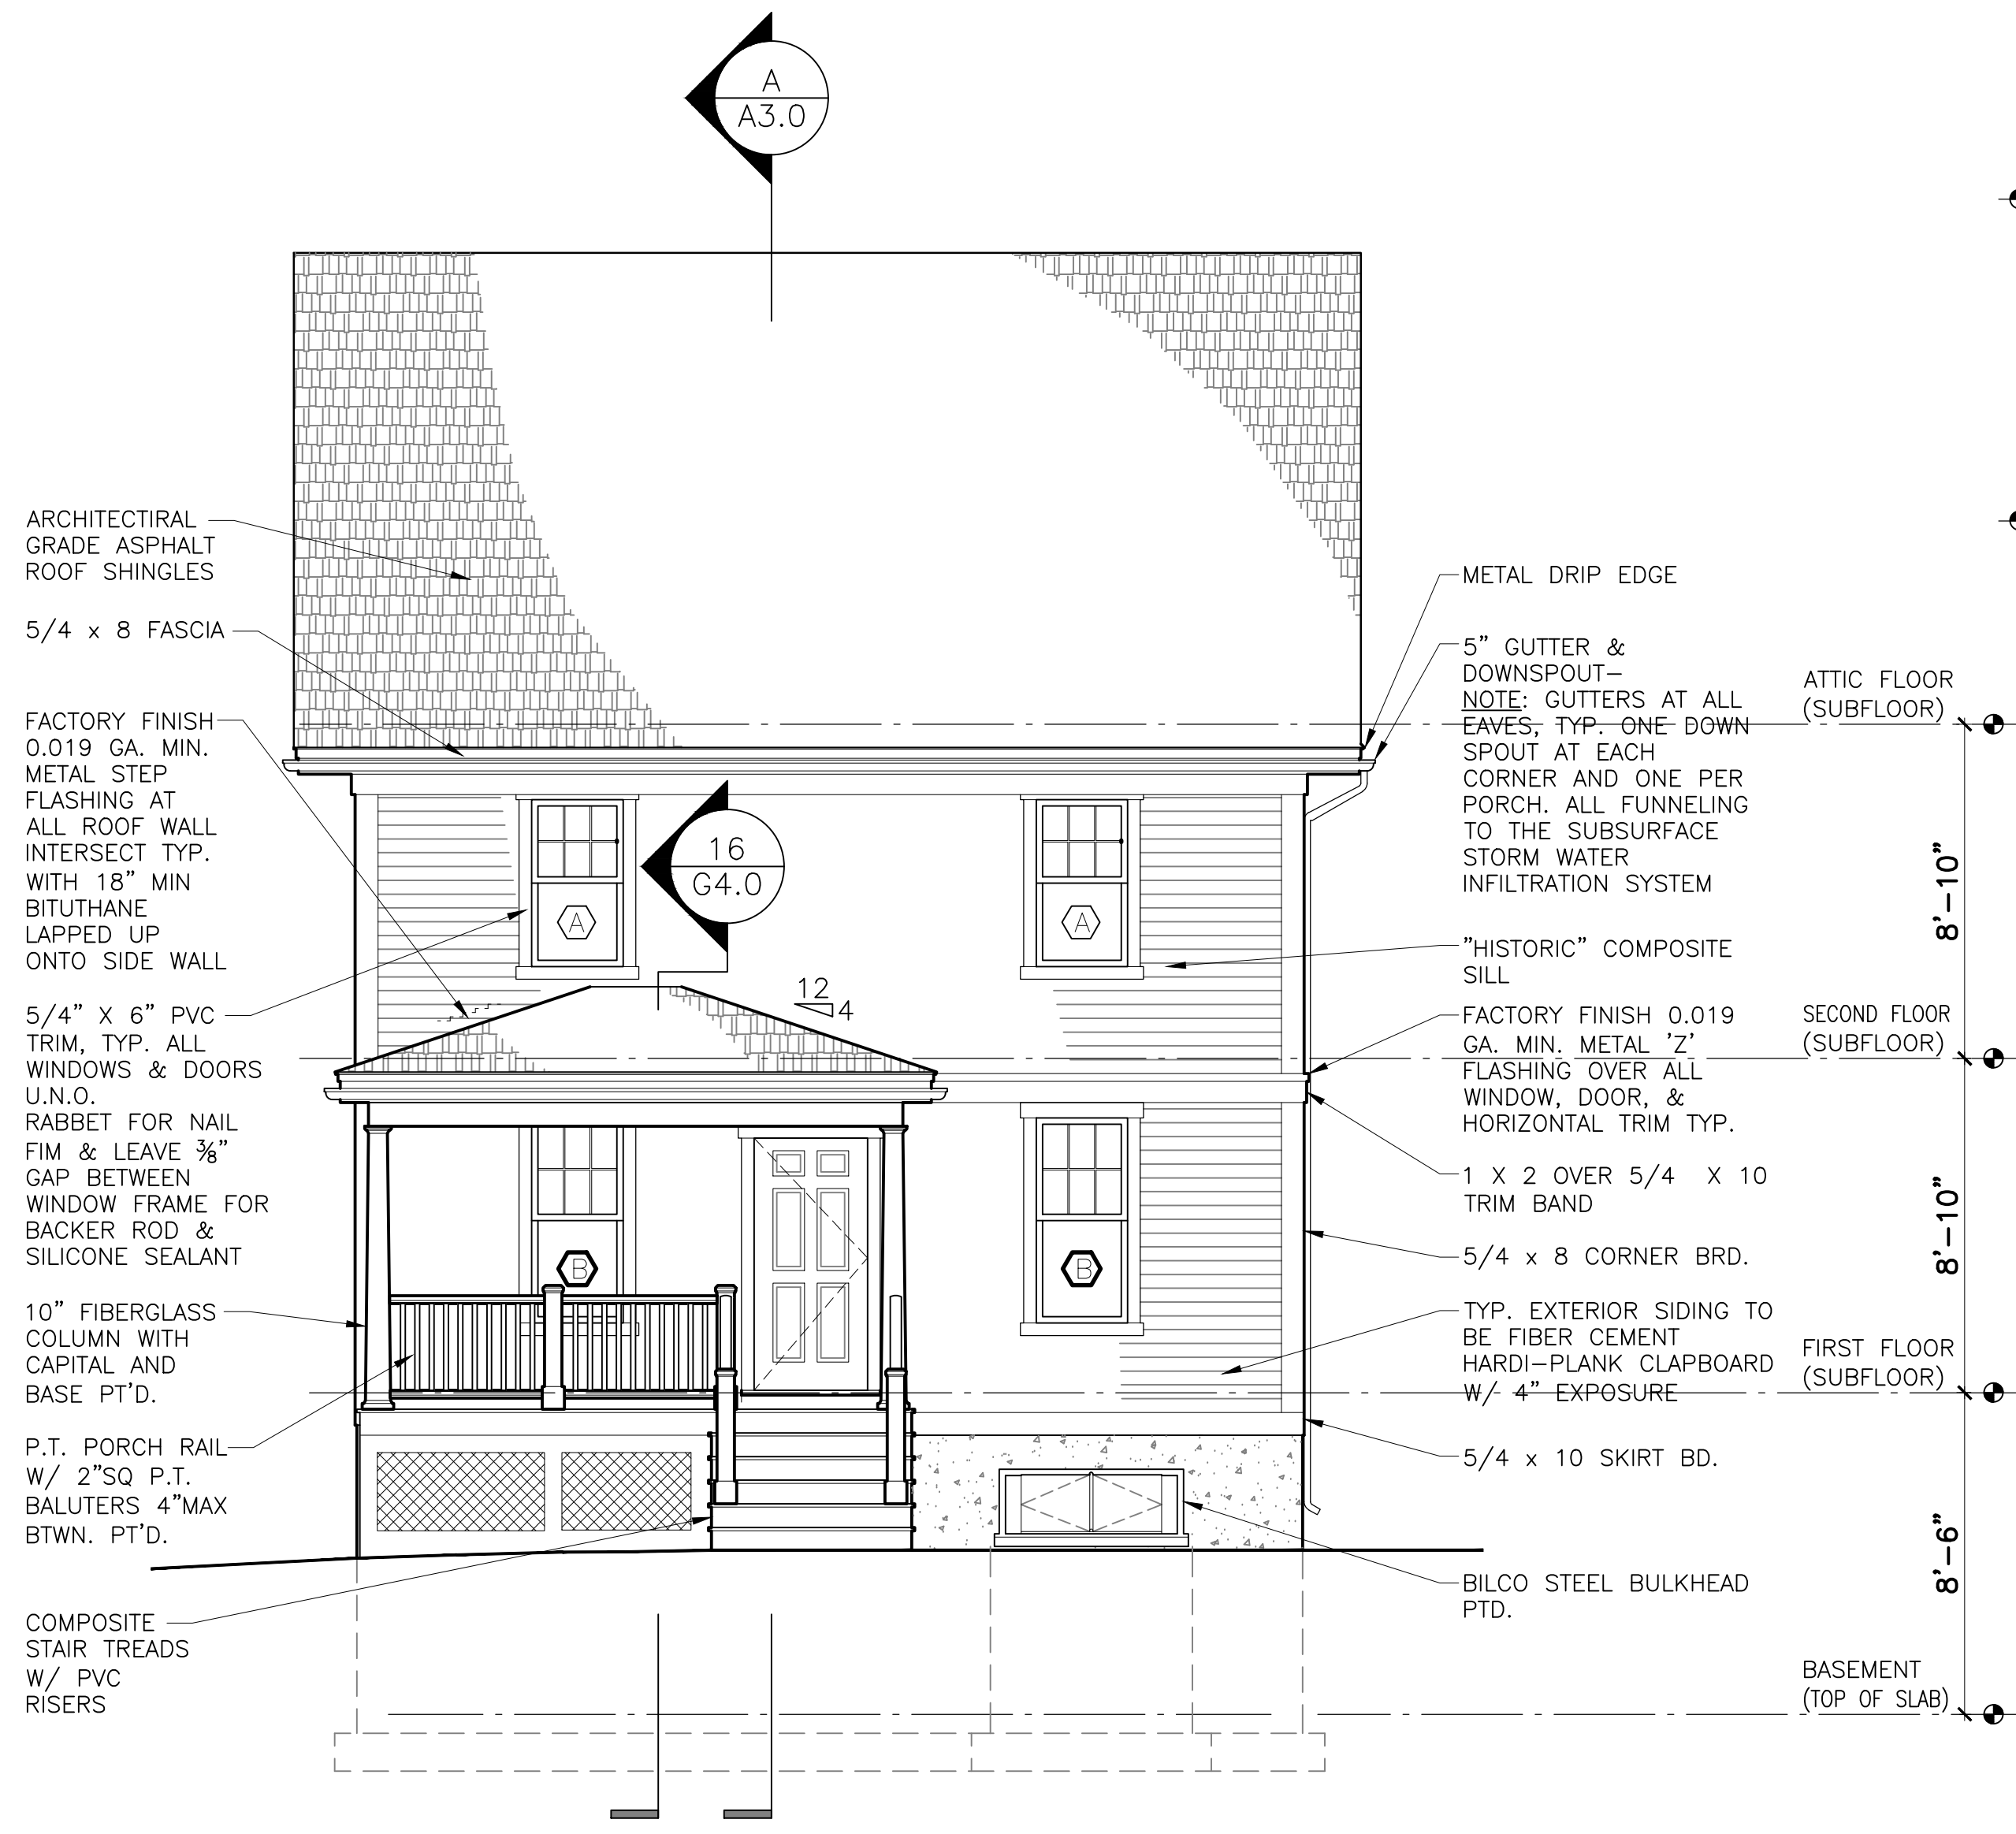 A
A3.0
ARCHITECTIRAL
GRADE ASPHALT
ROOF SHINGLES
5/4 x 8 FASCIA
FACTORY FINISH
0.019 GA. MIN.
METAL STEP
FLASHING AT
ALL ROOF WALL
INTERSECT TYP.
WITH 18" MIN
BITUTHANE
LAPPED UP
ONTO SIDE WALL
5/4" X 6" PVC
TRIM, TYP. ALL
WINDOWS & DOORS
U.N.O.
RABBET FOR NAIL
FIM & LEAVE ⅜"
GAP BETWEEN
WINDOW FRAME FOR
BACKER ROD &
SILICONE SEALANT
10" FIBERGLASS
COLUMN WITH
CAPITAL AND
BASE PT'D.
P.T. PORCH RAIL
W/ 2"SQ P.T.
BALUTERS 4"MAX
BTWN. PT'D.
COMPOSITE
STAIR TREADS
W/ PVC
RISERS
16
G4.0
A
A
12
4
B
B
METAL DRIP EDGE
5" GUTTER &
DOWNSPOUT-
NOTE: GUTTERS AT ALL
EAVES, TYP. ONE DOWN
SPOUT AT EACH
CORNER AND ONE PER
PORCH. ALL FUNNELING
TO THE SUBSURFACE
STORM WATER
INFILTRATION SYSTEM
"HISTORIC" COMPOSITE
SILL
FACTORY FINISH 0.019
GA. MIN. METAL 'Z'
FLASHING OVER ALL
WINDOW, DOOR, &
HORIZONTAL TRIM TYP.
1 X 2 OVER 5/4 X 10
TRIM BAND
5/4 x 8 CORNER BRD.
TYP. EXTERIOR SIDING TO
BE FIBER CEMENT
HARDI-PLANK CLAPBOARD
W/ 4" EXPOSURE
5/4 x 10 SKIRT BD.
BILCO STEEL BULKHEAD
PTD.
ATTIC FLOOR
(SUBFLOOR)
8'-10"
SECOND FLOOR
(SUBFLOOR)
8'-10"
FIRST FLOOR
(SUBFLOOR)
8'-6"
BASEMENT
(TOP OF SLAB)